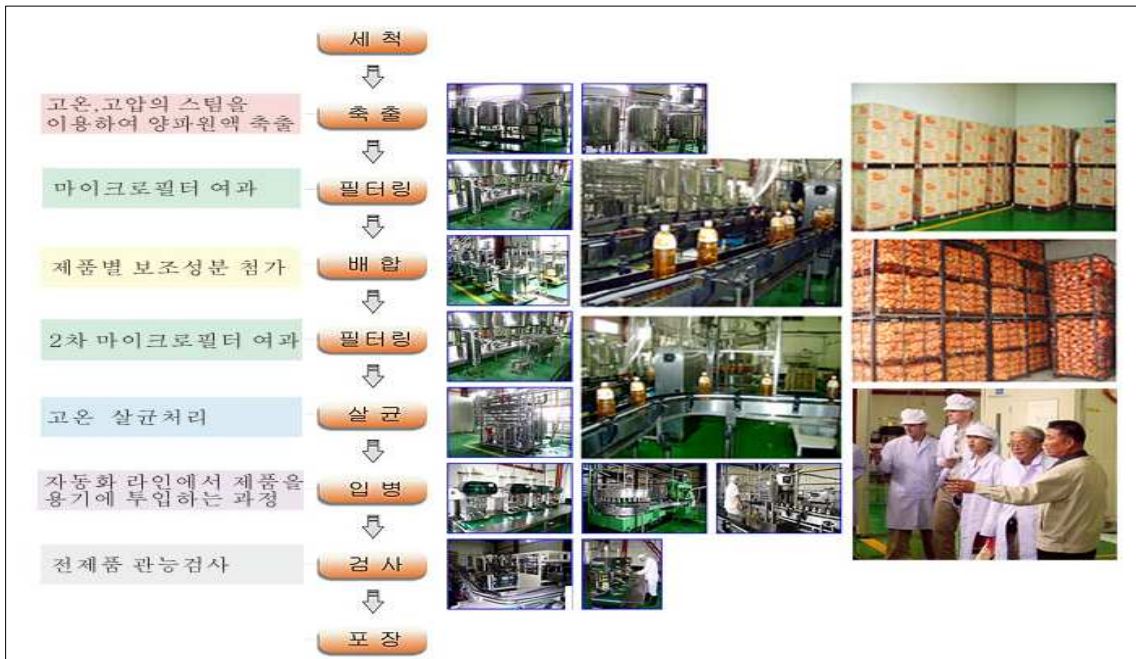 세 척
고온,고압의 스팀을
이용하여 양파원액 축출
축 출
마이크로필터 여과
필터링
제품별 보조성분 첨가
배 합
2차 마이크로필터 여과
필터링
고온 살균처리
살 균
자동화 라인에서 제품을
용기에 투입하는 과정
입 병
전제품 관능검사
검 사
포 장